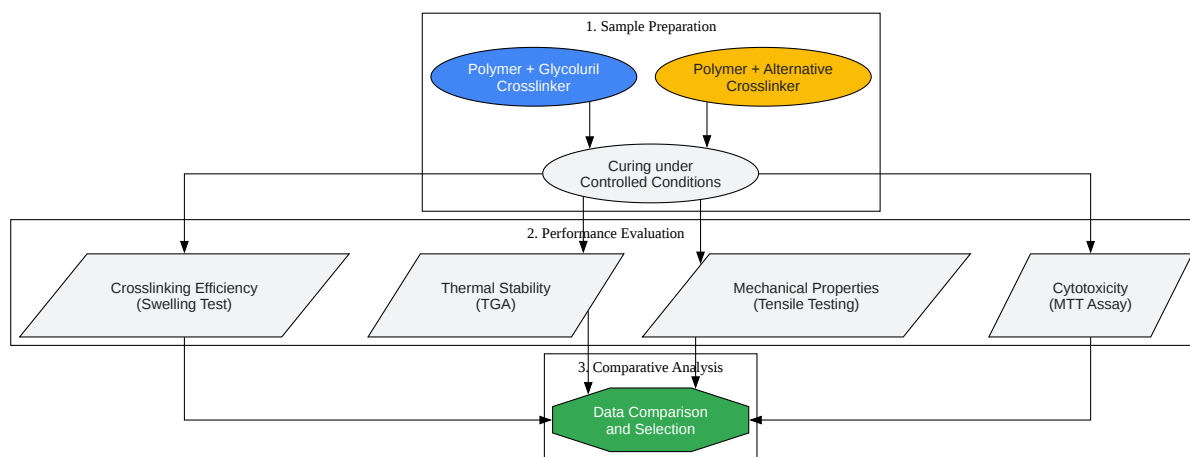 1. Sample Preparation
Polymer + Glycoluril
Crosslinker
Polymer + Alternative
Crosslinker
Curing under
Controlled Conditions
2. Performance Evaluation
Crosslinking Efficiency
(Swelling Test)
Thermal Stability
(TGA)
Mechanical Properties
(Tensile Testing)
Cytotoxicity
(MTT Assay)
3. Comparative Analysis
Data Comparison
and Selection